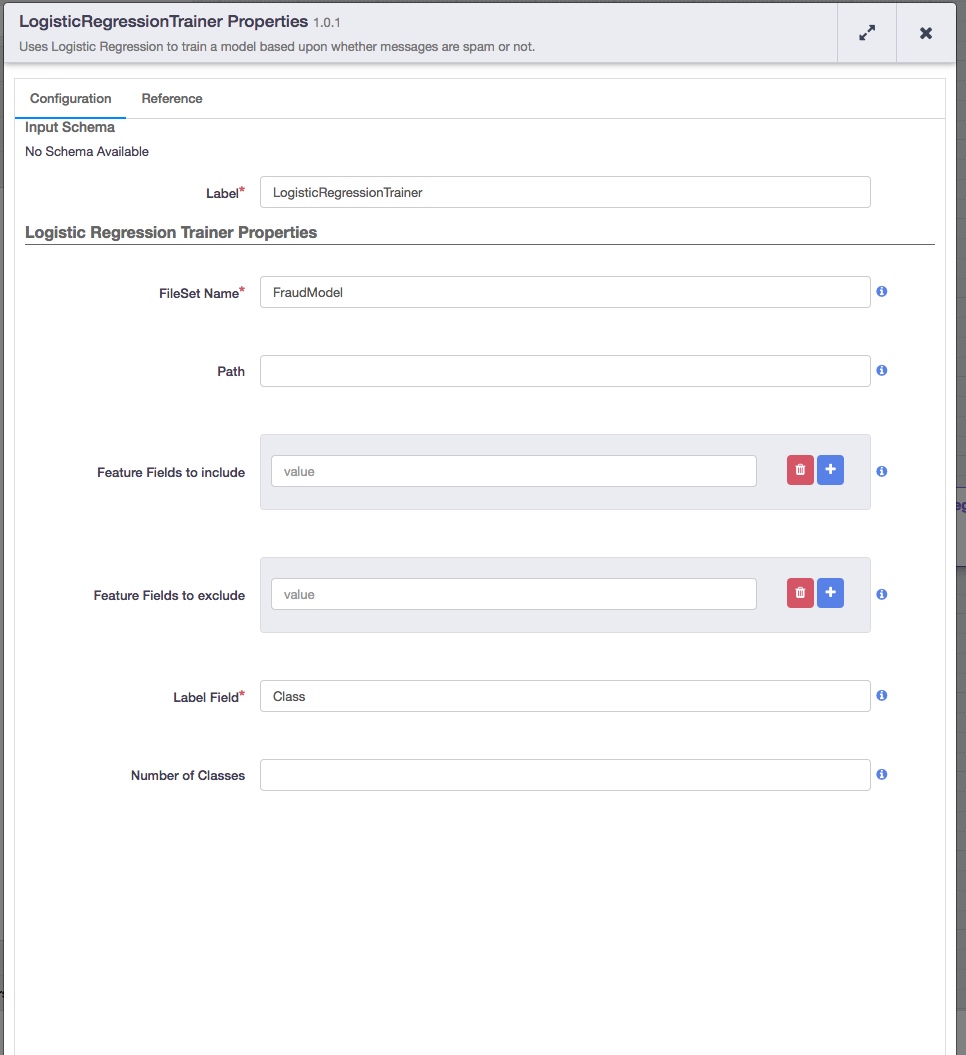 LogisticRegressionTrainer Properties 1.0.1
Uses Logistic Regression to train a model based upon whether messages are spam or not.
Configuration Reference
Input Schema
No Schema Available
Label* LogisticRegressionTrainer
Logistic Regression Trainer Properties
FileSet Name* FraudModel
Path
Feature Fields to include value
Feature Fields to exclude value
Label Field* Class
Number of Classes